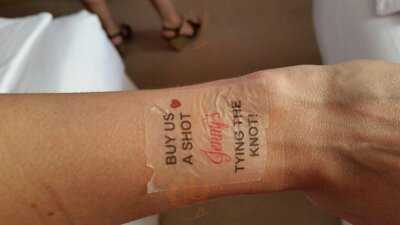 BUY US
A SHOT
Jenny's
TYING THE
KNOT!